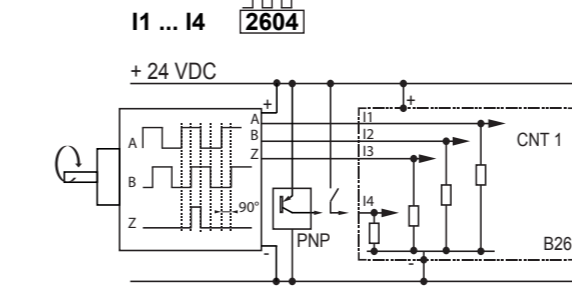 I1 ... I4 2604
+ 24 VDC
+
+
A
I1
B
I2
CNT 1
A
Z
I3
B
90°
I4
Z
PNP
B26
-
-